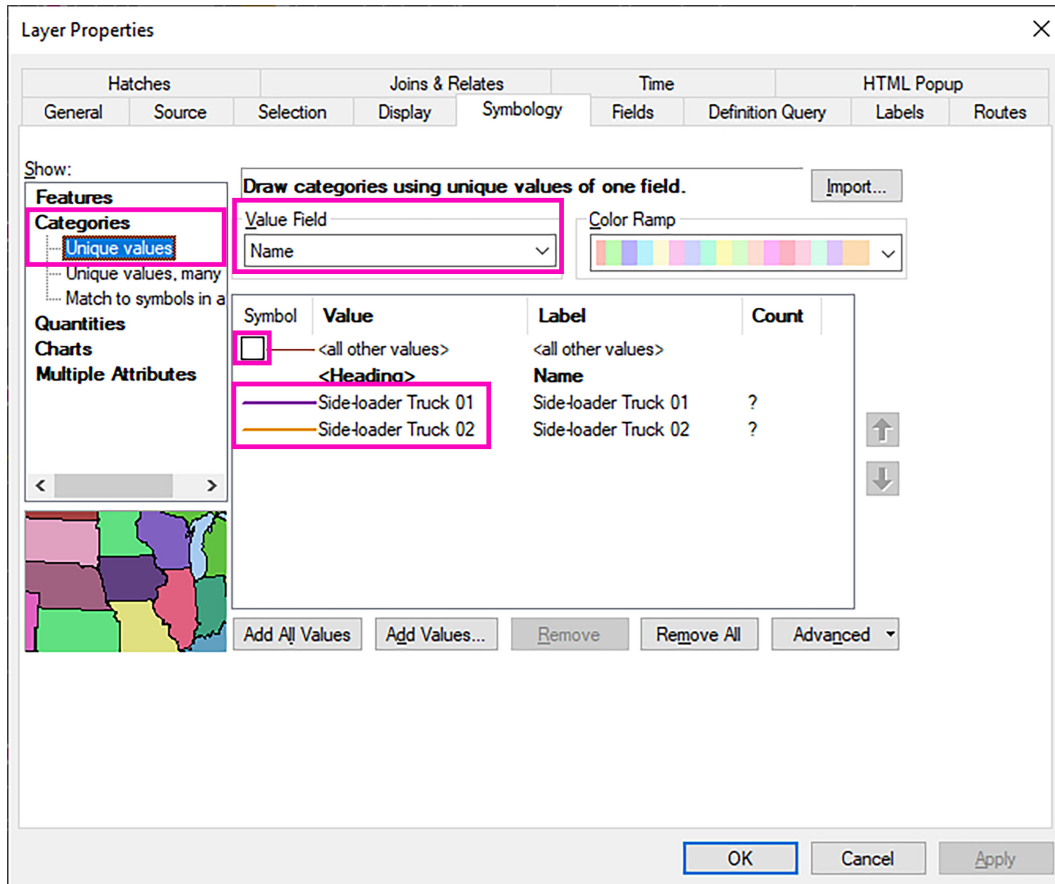 Layer Properties
Hatches Joins & Relates Time HTML Popup
General Source Selection Display Symbology Fields Definition Query Labels Routes
Show:
Features
Categories
Unique values
Unique values, many
Match to symbols in a
Quantities
Charts
Multiple Attributes
Draw categories using unique values of one field.
Import...
Value Field
Name
Color Ramp
Symbol Value Label Count
<all other values> <all other values>
<Heading> Name
Side-loader Truck 01 Side-loader Truck 01 ?
Side-loader Truck 02 Side-loader Truck 02 ?
Add All Values Add Values... Remove Remove All Advanced
OK Cancel Apply